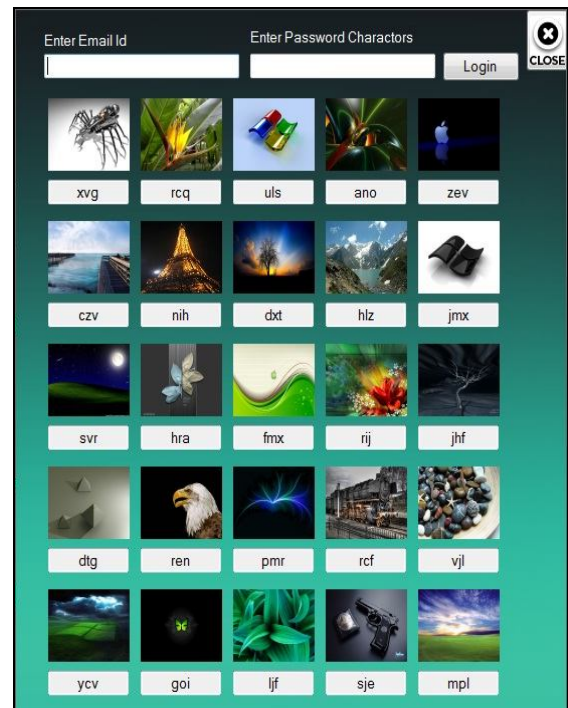 Enter Email Id
Enter Password Charactors
Login
CLOSE
xvg
rcq
uls
ano
zev
czv
nih
dxt
hlz
jmx
svr
hra
fmx
rij
jhf
dtg
ren
pmr
rcf
vjl
ycv
goi
ljf
sje
mpl